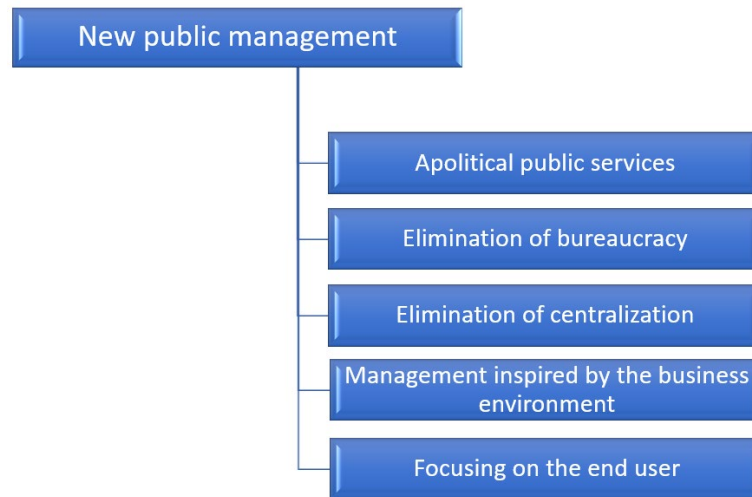 New public management
Apolitical public services
Elimination of bureaucracy
Elimination of centralization
Management inspired by the business
environment
Focusing on the end user